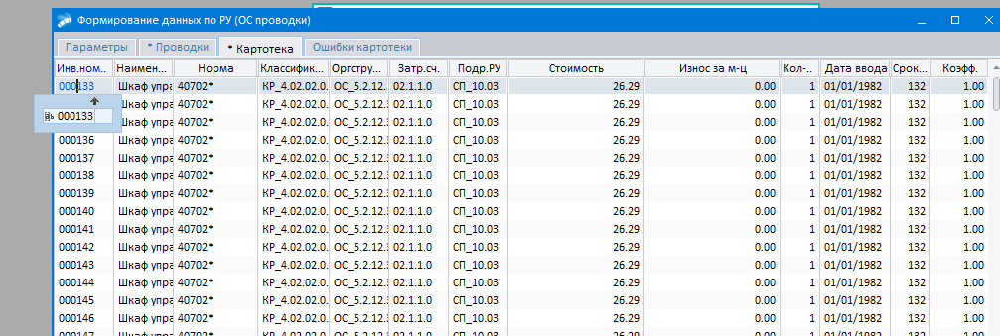 Формирование данных по РУ (ОС проводки)
Параметры * Проводки * Картотека Ошибки картотеки
Инв.ном.. Наимен... Норма Классифик... Оргстру... Затр.сч. Подр.РУ Стоимость Износ за м-ц Кол-.. Дата ввода Срок... Коэфф.
000133 Шкаф упра 40702* КР_4.02.02.0. ОС_5.2.12. 02.1.1.0 СП_10.03 26.29 0.00 1 01/01/1982 132 1.00
Шкаф упра 40702* КР_4.02.02.0. ОС_5.2.12. 02.1.1.0 СП_10.03 26.29 0.00 1 01/01/1982 132 1.00
000133 Шкаф упра 40702* КР_4.02.02.0. ОС_5.2.12. 02.1.1.0 СП_10.03 26.29 0.00 1 01/01/1982 132 1.00
000136 Шкаф упра 40702* КР_4.02.02.0. ОС_5.2.12. 02.1.1.0 СП_10.03 26.29 0.00 1 01/01/1982 132 1.00
000137 Шкаф упра 40702* КР_4.02.02.0. ОС_5.2.12. 02.1.1.0 СП_10.03 26.29 0.00 1 01/01/1982 132 1.00
000138 Шкаф упра 40702* КР_4.02.02.0. ОС_5.2.12. 02.1.1.0 СП_10.03 26.29 0.00 1 01/01/1982 132 1.00
000139 Шкаф упра 40702* КР_4.02.02.0. ОС_5.2.12. 02.1.1.0 СП_10.03 26.29 0.00 1 01/01/1982 132 1.00
000140 Шкаф упра 40702* КР_4.02.02.0. ОС_5.2.12. 02.1.1.0 СП_10.03 26.29 0.00 1 01/01/1982 132 1.00
000141 Шкаф упра 40702* КР_4.02.02.0. ОС_5.2.12. 02.1.1.0 СП_10.03 26.29 0.00 1 01/01/1982 132 1.00
000142 Шкаф упра 40702* КР_4.02.02.0. ОС_5.2.12. 02.1.1.0 СП_10.03 26.29 0.00 1 01/01/1982 132 1.00
000143 Шкаф упра 40702* КР_4.02.02.0. ОС_5.2.12. 02.1.1.0 СП_10.03 26.29 0.00 1 01/01/1982 132 1.00
000144 Шкаф упра 40702* КР_4.02.02.0. ОС_5.2.12. 02.1.1.0 СП_10.03 26.29 0.00 1 01/01/1982 132 1.00
000145 Шкаф упра 40702* КР_4.02.02.0. ОС_5.2.12. 02.1.1.0 СП_10.03 26.29 0.00 1 01/01/1982 132 1.00
000146 Шкаф упра 40702* КР_4.02.02.0. ОС_5.2.12. 02.1.1.0 СП_10.03 26.29 0.00 1 01/01/1982 132 1.00